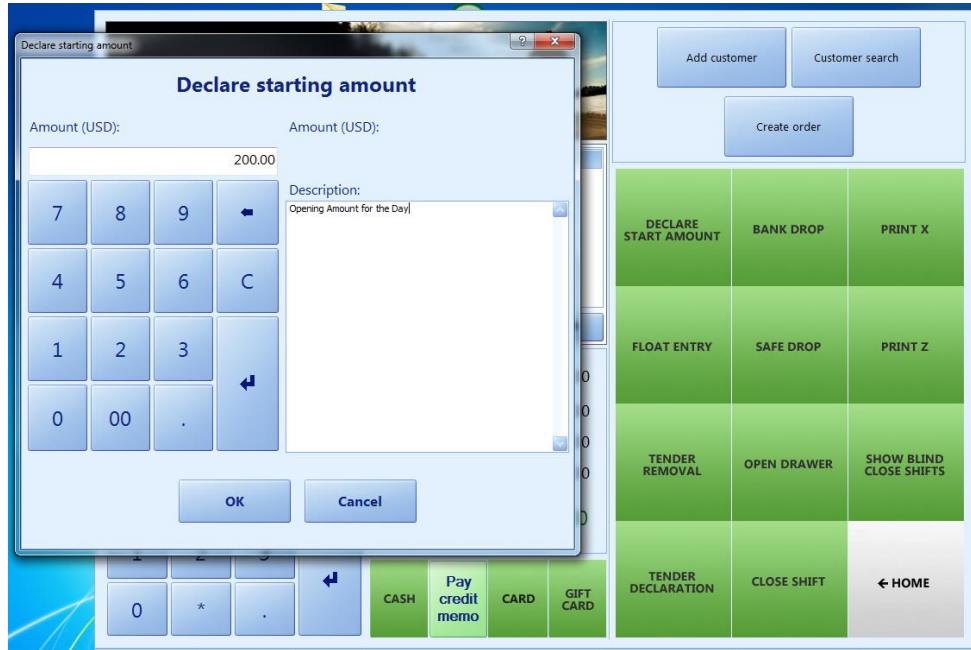 Declare starting amount
Declare starting amount
Amount (USD):
Amount (USD):
200.00
Description:
Opening Amount for the Day
7 8 9
4 5 6 C
1 2 3
0 00 .
OK Cancel
Add customer Customer search
Create order
DECLARE
START AMOUNT
BANK DROP
PRINT X
FLOAT ENTRY
SAFE DROP
PRINT Z
TENDER
REMOVAL
OPEN DRAWER
SHOW BLIND
CLOSE SHIFTS
TENDER
DECLARATION
CLOSE SHIFT
← HOME
0 * .
CASH
Pay
credit
memo
CARD
GIFT
CARD